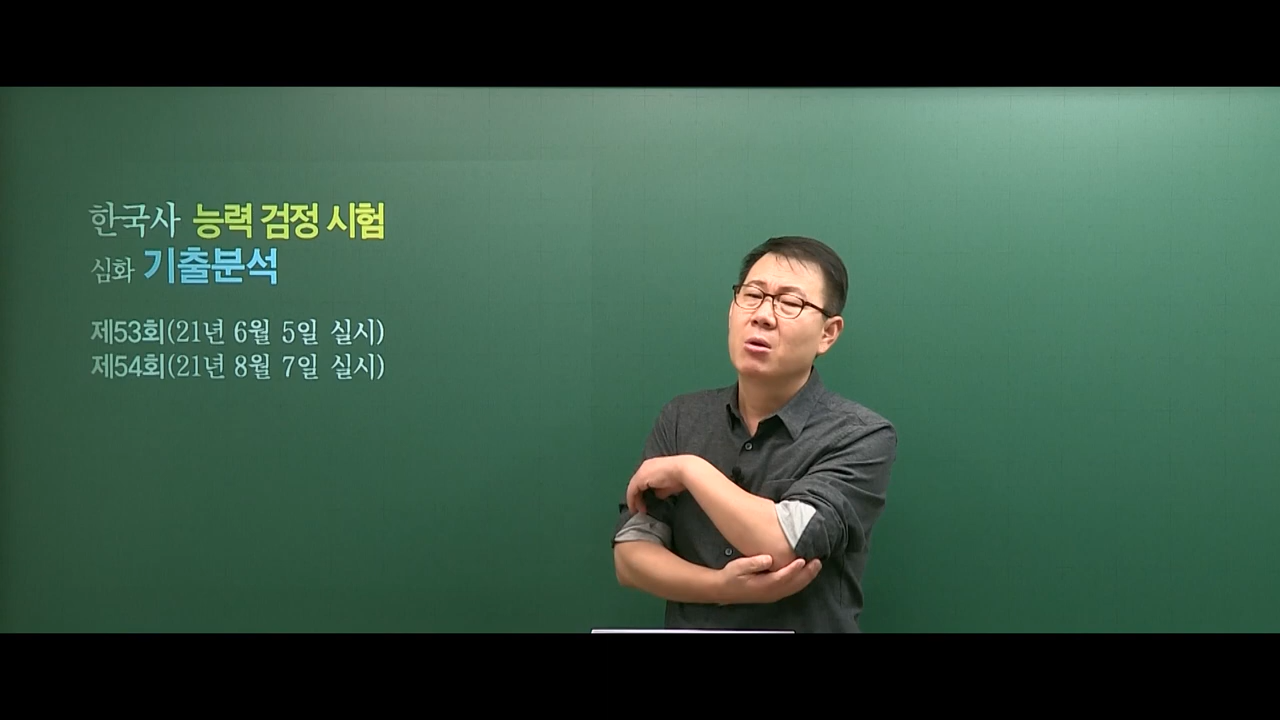 한국사 능력 검정 시험
심화 기출분석
제53회(21년 6월 5일 실시)
제54회(21년 8월 7일 실시)